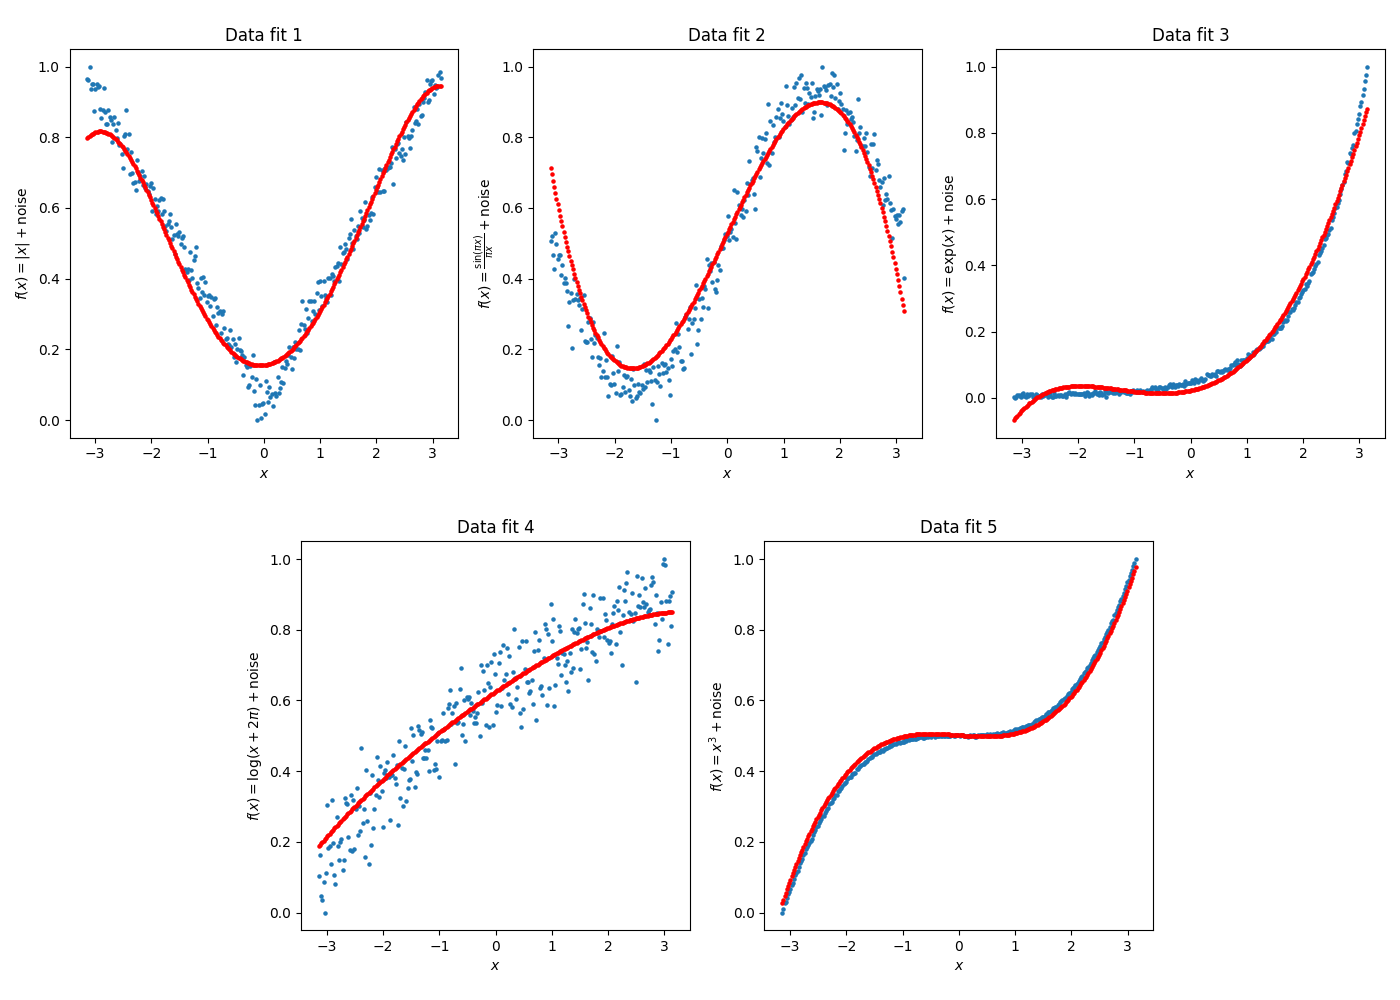 Data fit 1
f(x) = |x| + noise
1.0
0.8
0.6
0.4
0.2
0.0
−3 −2 −1 0 1 2 3
x
Data fit 2
f(x) = sin(πx)/πx + noise
1.0
0.8
0.6
0.4
0.2
0.0
−3 −2 −1 0 1 2 3
x
Data fit 3
f(x) = exp(x) + noise
1.0
0.8
0.6
0.4
0.2
0.0
−3 −2 −1 0 1 2 3
x
Data fit 4
f(x) = log(x + 2π) + noise
1.0
0.8
0.6
0.4
0.2
0.0
−3 −2 −1 0 1 2 3
x
Data fit 5
f(x) = x³ + noise
1.0
0.8
0.6
0.4
0.2
0.0
−3 −2 −1 0 1 2 3
x